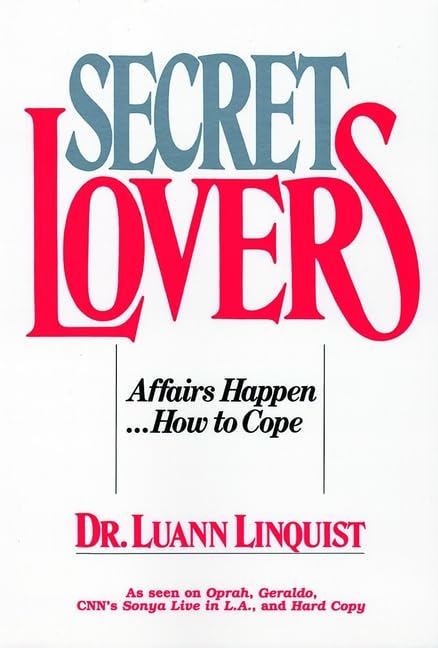 SECRET
LOVERS
Affairs Happen
...How to Cope
DR. LUANN LINQUIST
As seen on Oprah, Geraldo,
CNN's Sonya Live in L.A., and Hard Copy